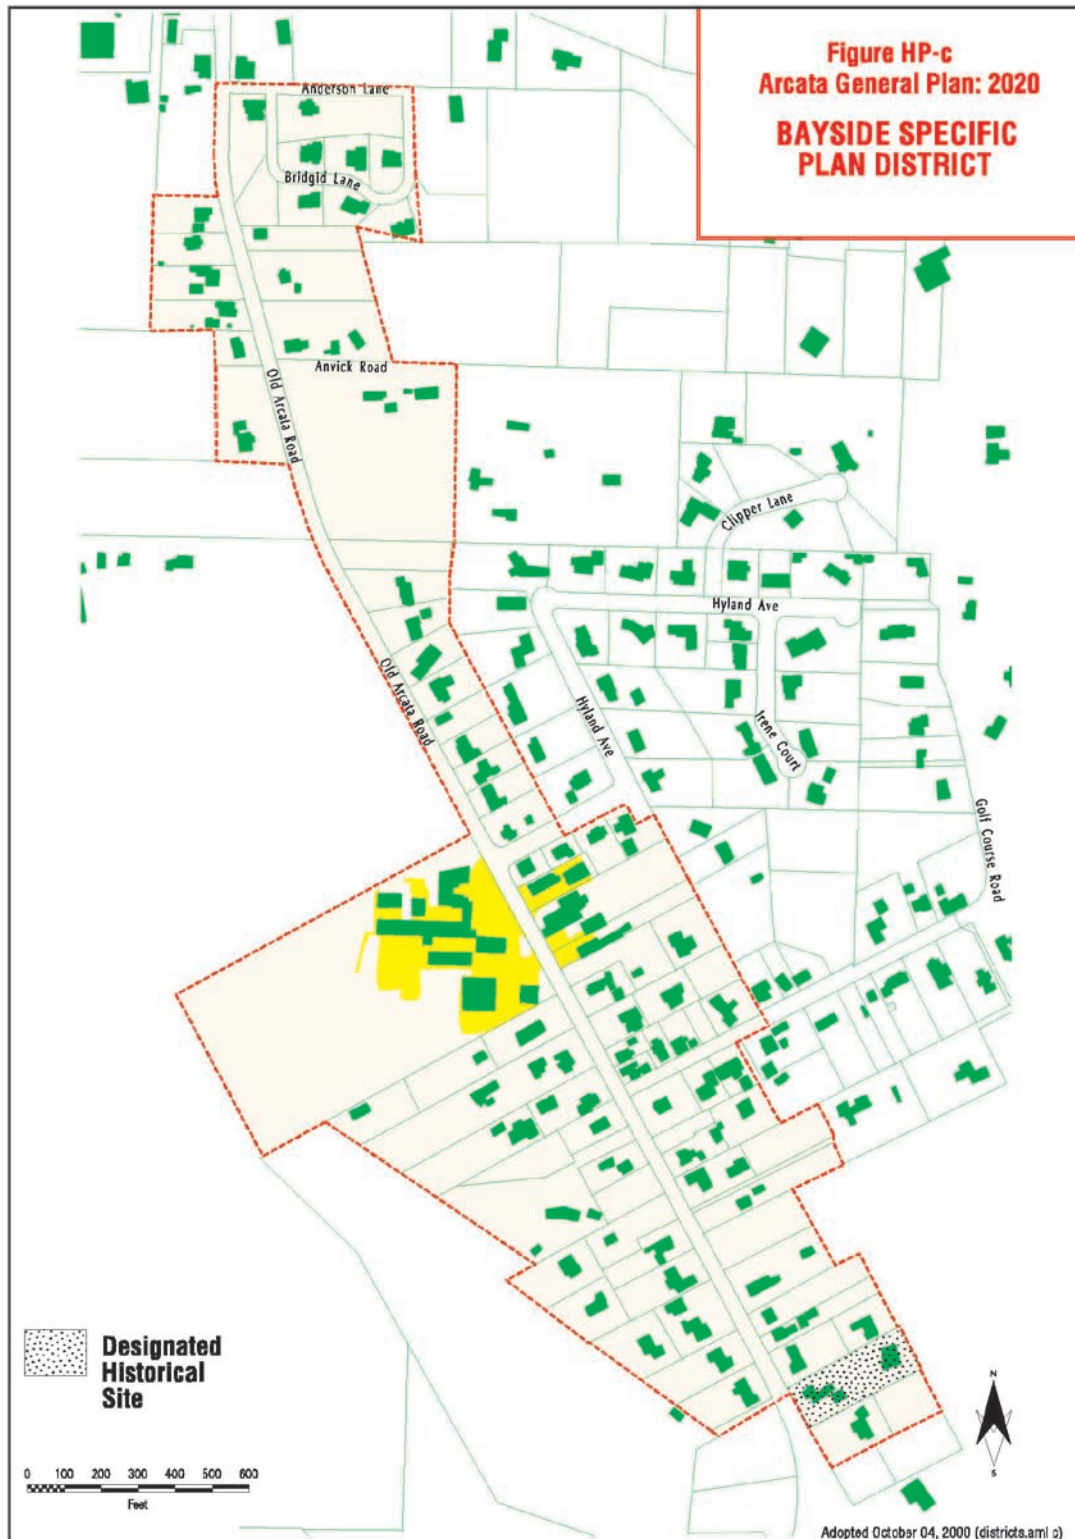 Figure HP-c
Arcata General Plan: 2020
BAYSIDE SPECIFIC
PLAN DISTRICT
Anderson Lane
Bridgid Lane
Anvick Road
Old Arcata Road
Clipper Lane
Hyland Ave
Old Arcata Road
Hyland Ave
Irene Court
Golf Course Road
Designated
Historical
Site
N
S
0 100 200 300 400 500 600
Feet
Adopted October 04, 2000 (districts.aml c)